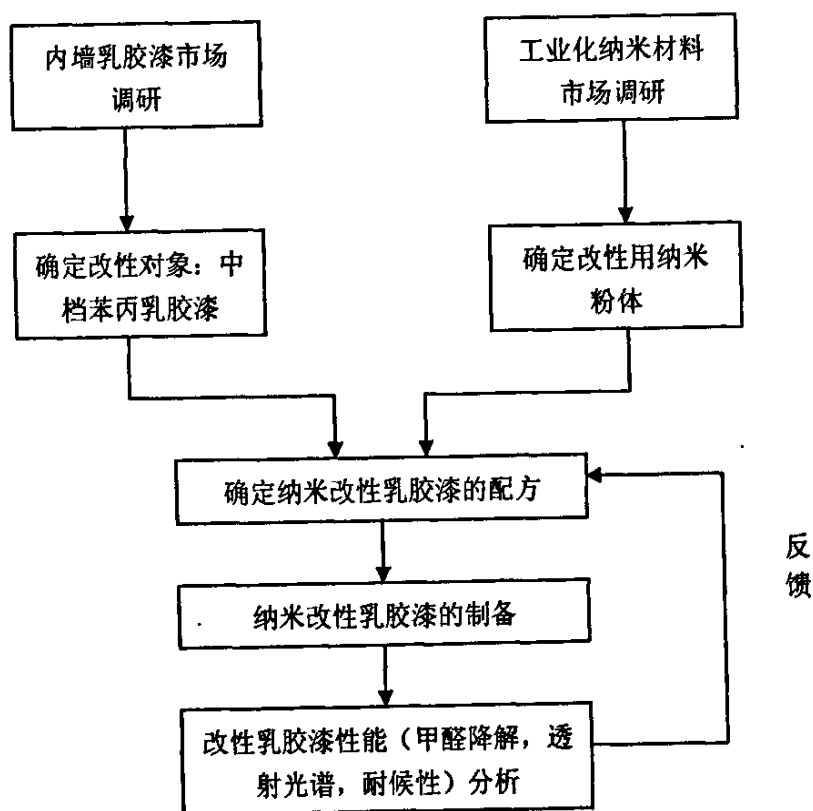 内墙乳胶漆市场
调研
工业化纳米材料
市场调研
确定改性对象：中
档苯丙乳胶漆
确定改性用纳米
粉体
确定纳米改性乳胶漆的配方
反
馈
纳米改性乳胶漆的制备
改性乳胶漆性能（甲醛降解，透
射光谱，耐候性）分析